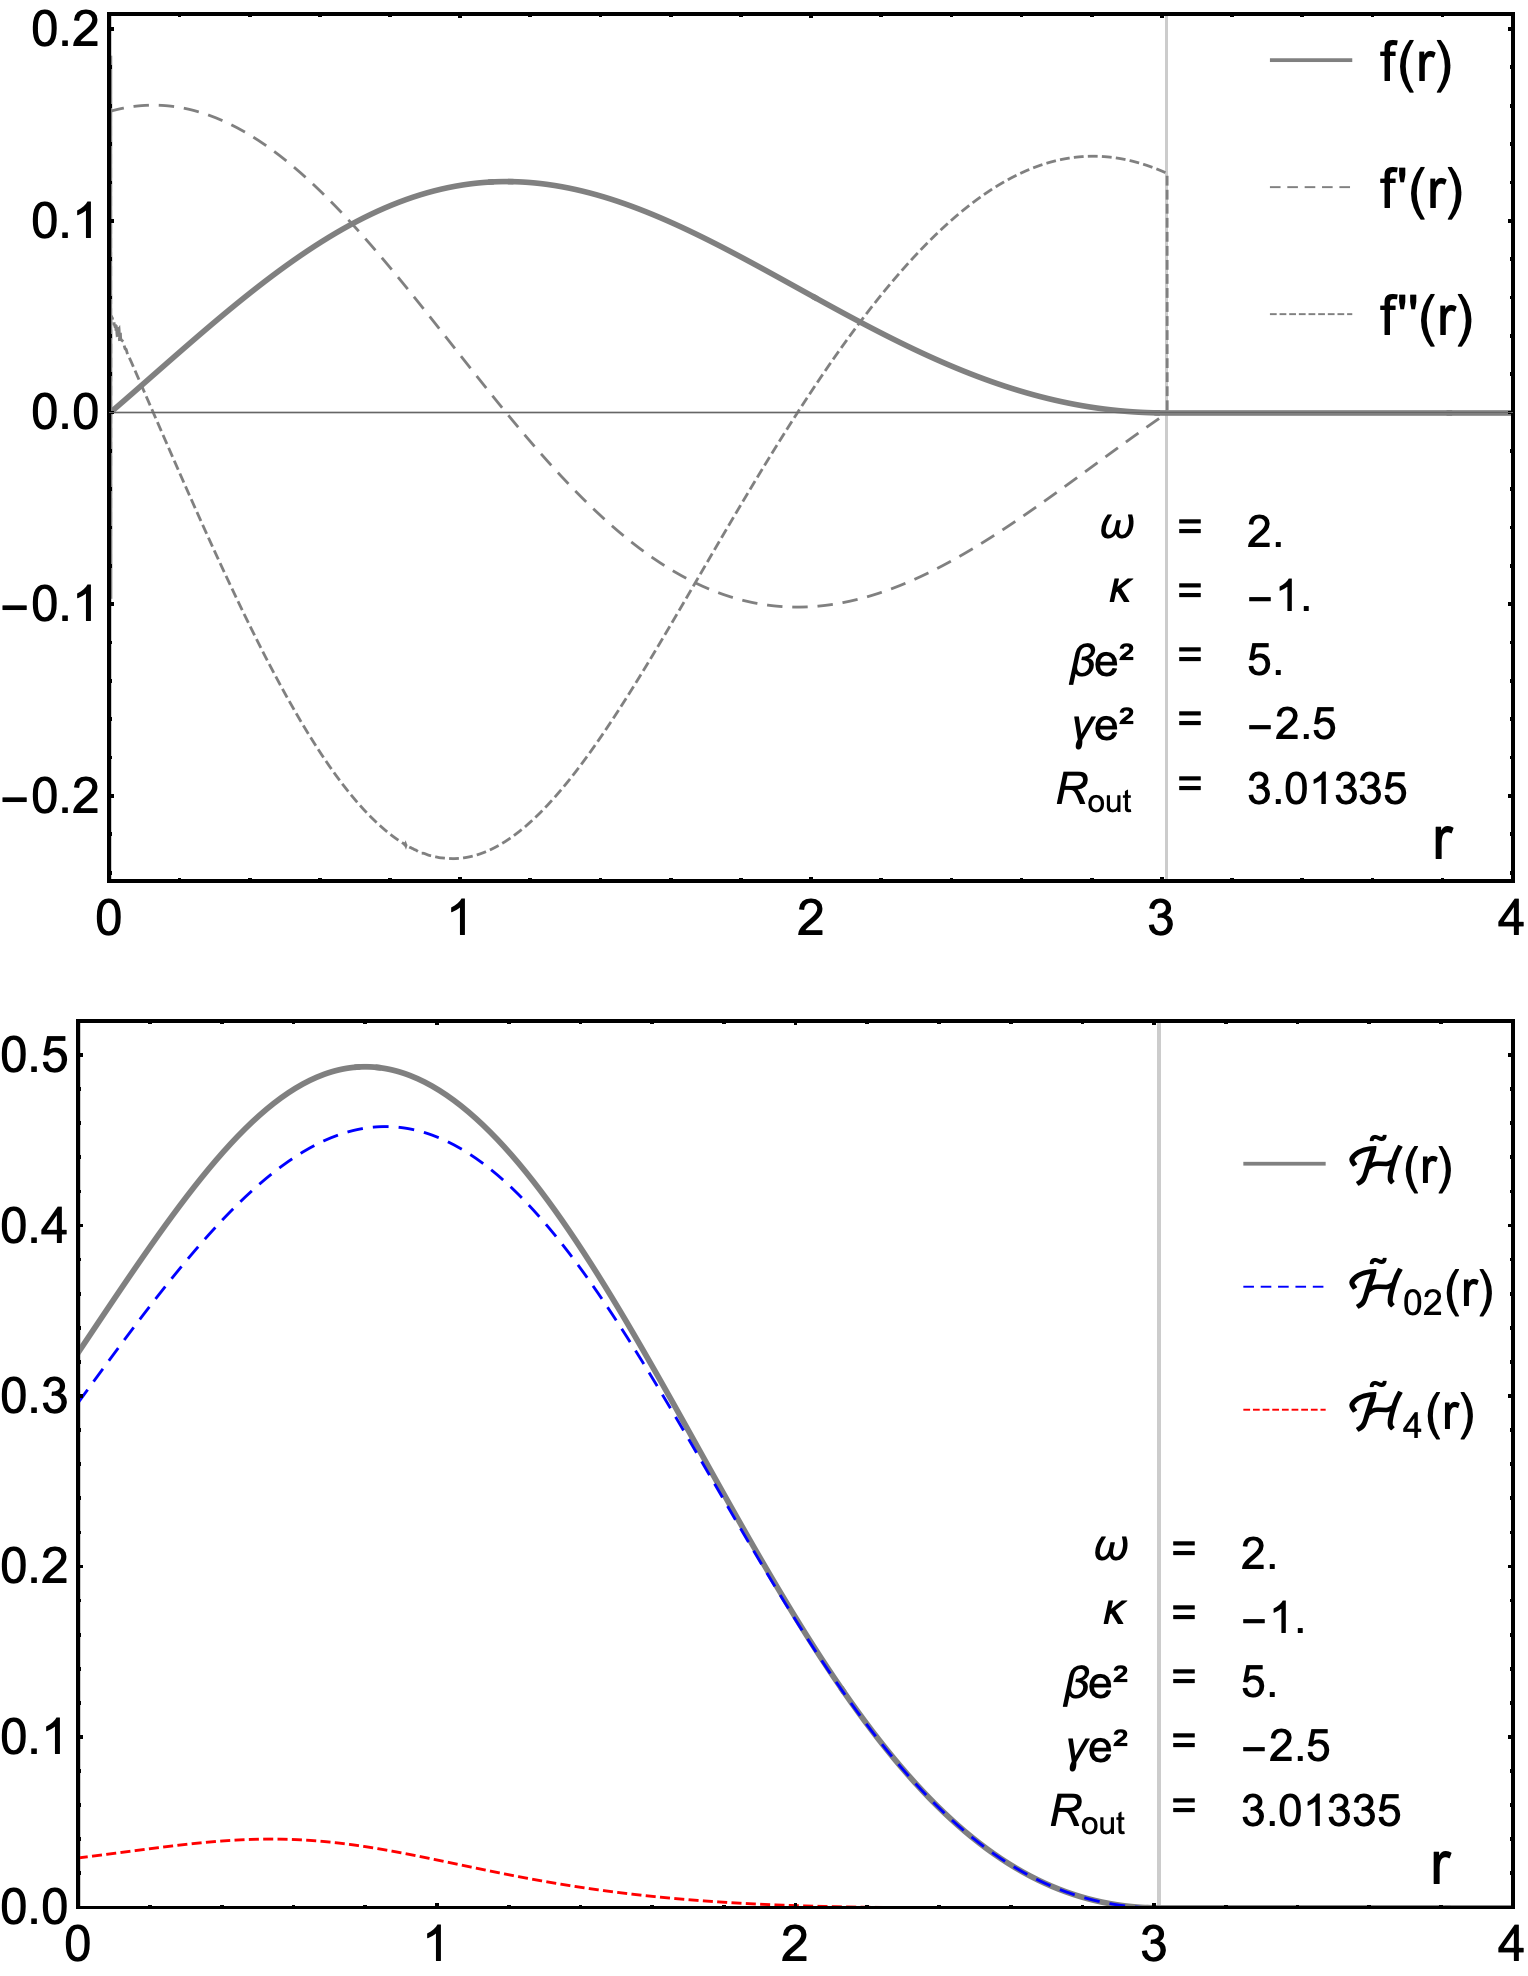 0.2
0.1
0.0
−0.1
−0.2
f(r)
f'(r)
f''(r)
ω = 2.
κ = −1.
βe² = 5.
γe² = −2.5
R_out = 3.01335
r
0 1 2 3 4
0.5
0.4
0.3
0.2
0.1
0.0
ℋ̃(r)
ℋ̃₀₂(r)
ℋ̃₄(r)
ω = 2.
κ = −1.
βe² = 5.
γe² = −2.5
R_out = 3.01335
r
0 1 2 3 4